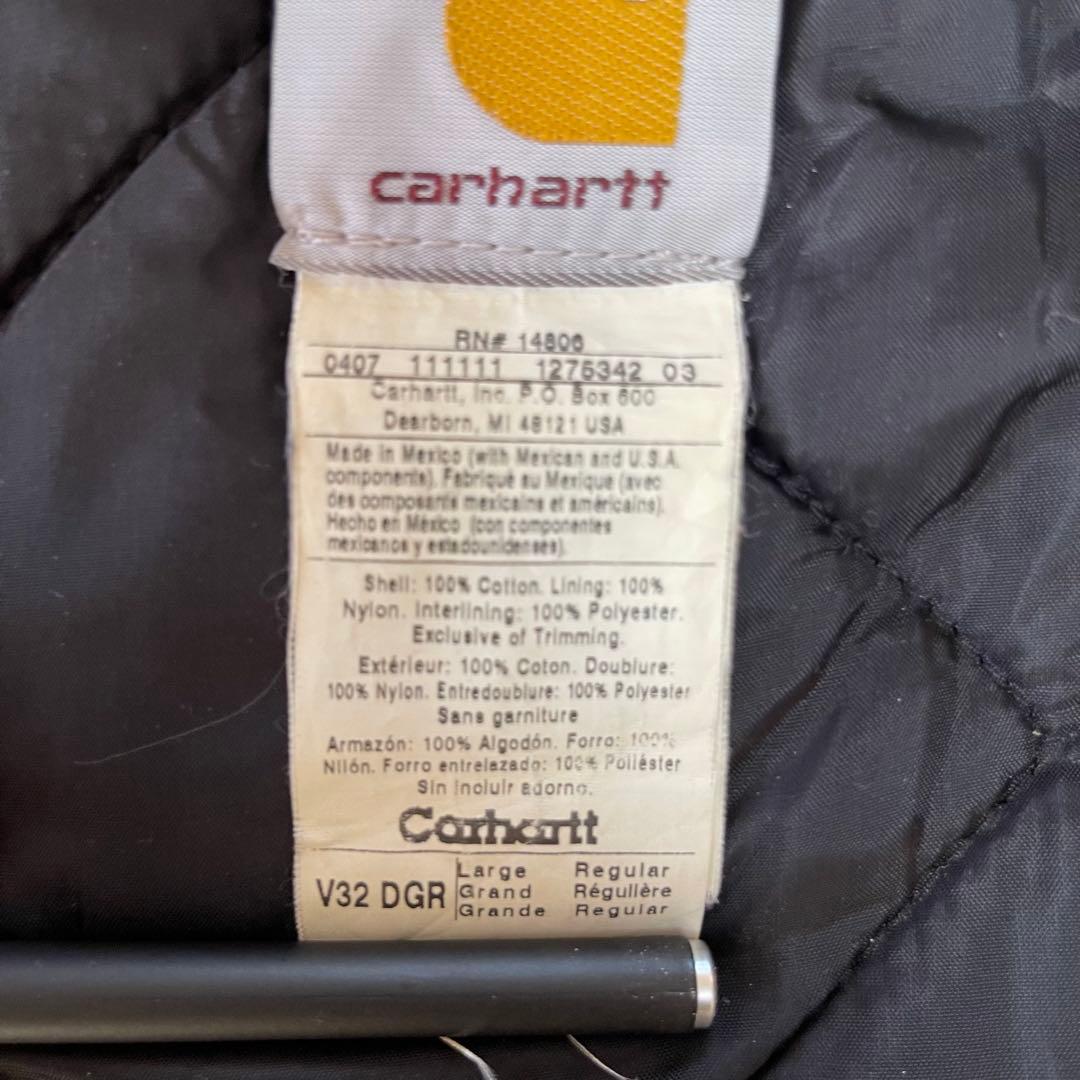 carhartt
RN# 14806
0407 111111 1275342 03
Carhartt, Inc. P.O. Box 600
Dearborn, MI 48121 USA
Made in Mexico (with Mexican and U.S.A.
components). Fabriqué au Mexique (avec
des composants mexicains et américains).
Hecho en México (con componentes
mexicanos y estadounidenses).
Shell: 100% Cotton. Lining: 100%
Nylon. Interlining: 100% Polyester.
Exclusive of Trimming.
Extérieur: 100% Coton. Doublure:
100% Nylon. Entredoublure: 100% Polyester
Sans garniture
Armazón: 100% Algodón. Forro: 100%
Nilón. Forro entrelazado: 100% Poliéster
Sin incluir adorno.
Carhartt
V32 DGR
Large Regular
Grand Régulière
Grande Regular